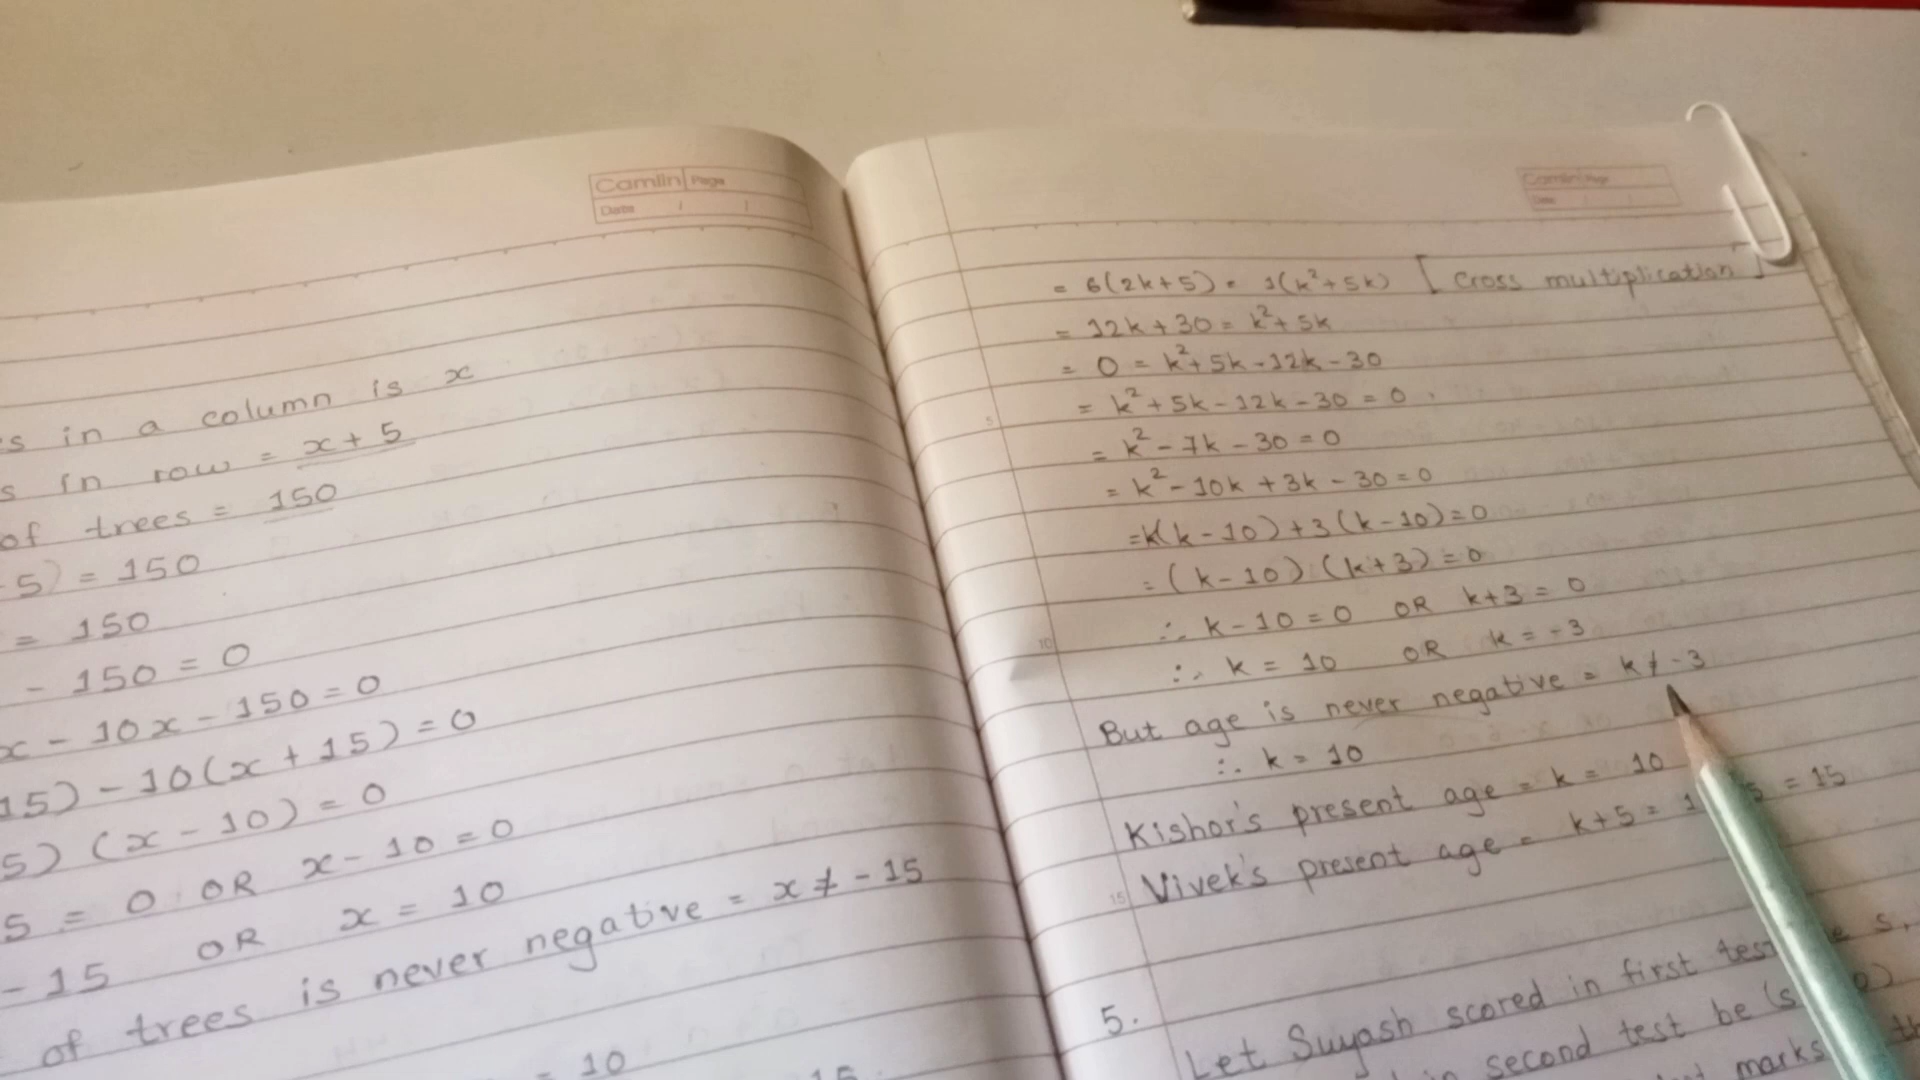 Camlin Page
Date / /
s in a column is x
s in row = x + 5
of trees = 150
5) = 150
= 150
- 150 = 0
x - 10x - 150 = 0
15) - 10(x + 15) = 0
5) (x - 10) = 0
5 = 0 OR x - 10 = 0
- 15 OR x = 10
of trees is never negative = x ≠ - 15
= 10
15
Camlin Page
Date / /
= 6(2k+5) = 1(k²+5k) [ Cross multiplication ]
= 12k + 30 = k² + 5k
= 0 = k² + 5k - 12k - 30
= k² + 5k - 12k - 30 = 0
= k² - 7k - 30 = 0
= k² - 10k + 3k - 30 = 0
= k(k - 10) + 3 (k - 10) = 0
= (k - 10) (k + 3) = 0
∴ k - 10 = 0 OR k + 3 = 0
∴ k = 10 OR k = - 3
But age is never negative = k ≠ - 3
∴ k = 10
Kishor's present age = k = 10
Vivek's present age = k + 5 = 1 5 = 15
5.
Let Suyash scored in first test e s,
in second test be (s 0)
marks th